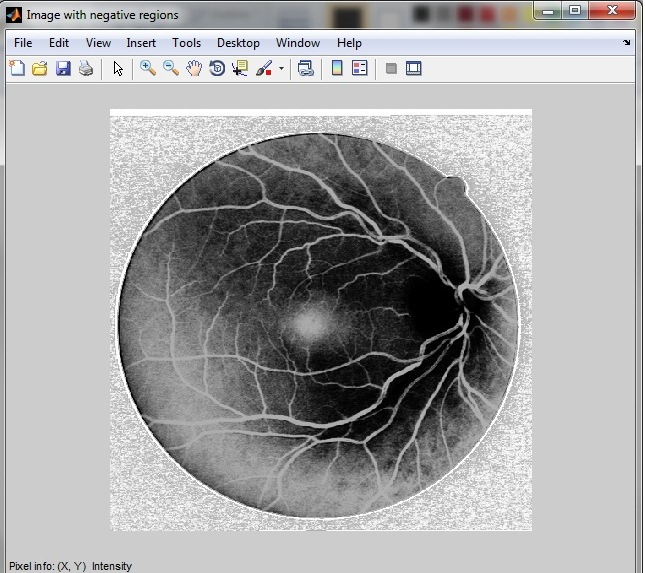 Image with negative regions
File Edit View Insert Tools Desktop Window Help
Pixel info: (X, Y) Intensity